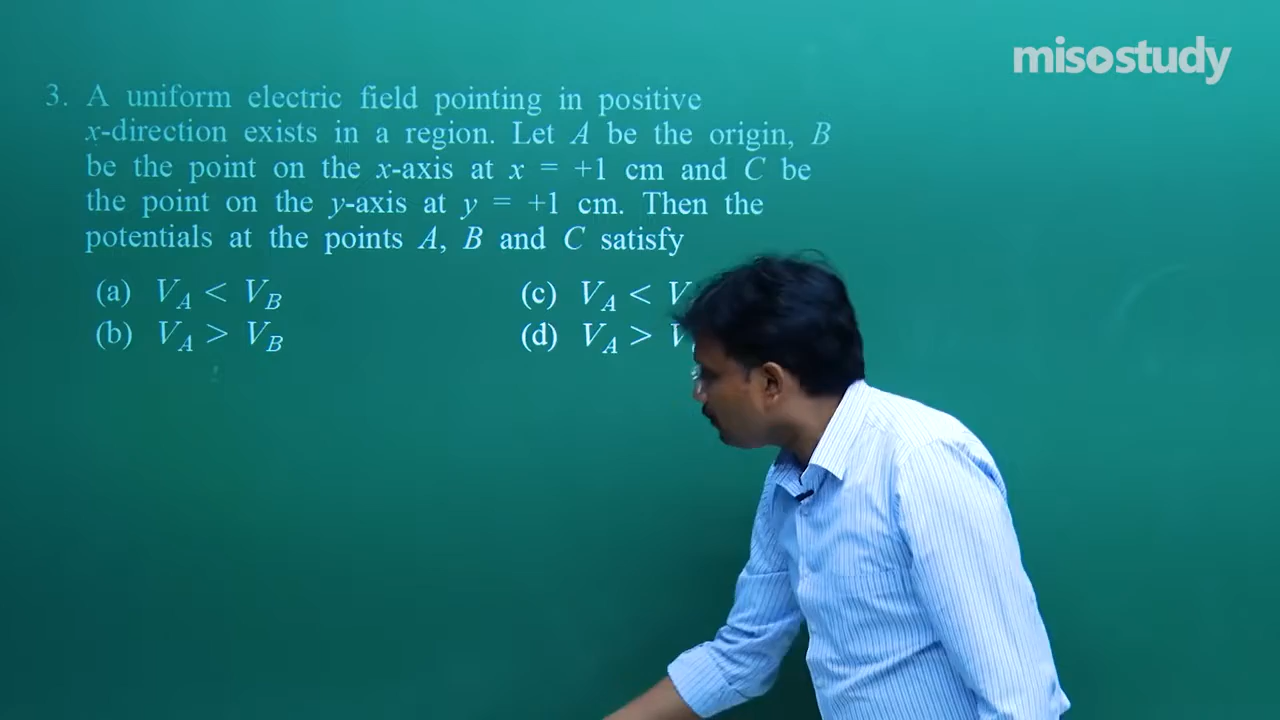 misostudy
3. A uniform electric field pointing in positive
x-direction exists in a region. Let A be the origin, B
be the point on the x-axis at x = +1 cm and C be
the point on the y-axis at y = +1 cm. Then the
potentials at the points A, B and C satisfy
(a) V_A < V_B
(c) V_A < V
(b) V_A > V_B
(d) V_A > V